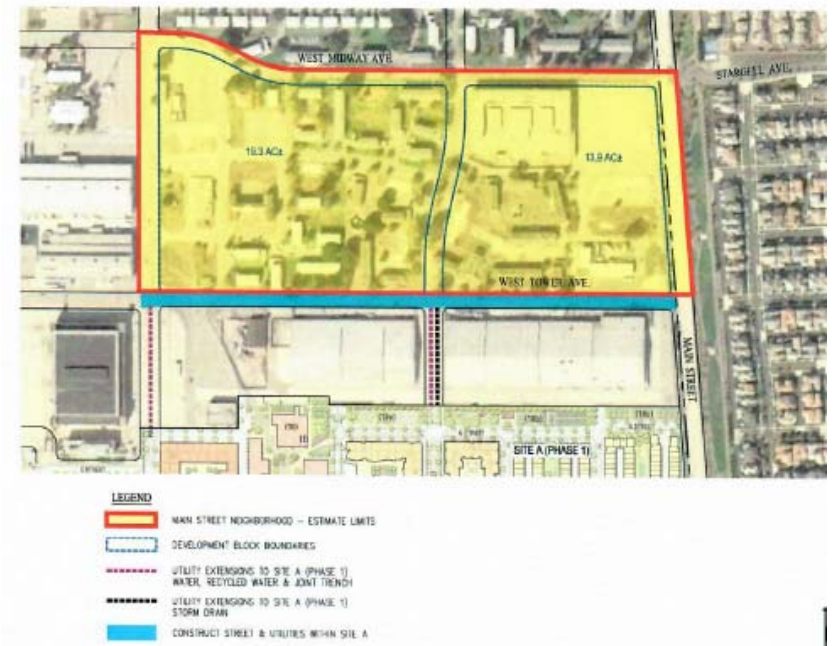 WEST MIDWAY AVE.
STARGELL AVE.
19.3 AC±
13.9 AC±
WEST TOWER AVE.
MAIN STREET
SITE A (PHASE 1)
LEGEND
MAIN STREET NEIGHBORHOOD - ESTIMATE LIMITS
DEVELOPMENT BLOCK BOUNDARIES
UTILITY EXTENSIONS TO SITE A (PHASE 1)
WATER, RECYCLED WATER & JOINT TRENCH
UTILITY EXTENSIONS TO SITE A (PHASE 1)
STORM DRAIN
CONSTRUCT STREET & UTILITIES WITHIN SITE A